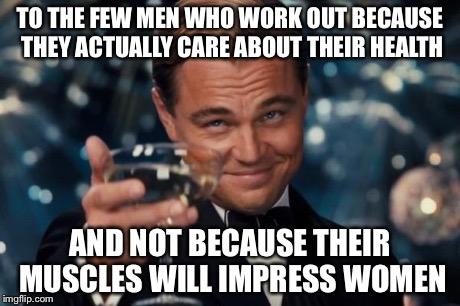 TO THE FEW MEN WHO WORK OUT BECAUSE
THEY ACTUALLY CARE ABOUT THEIR HEALTH
AND NOT BECAUSE THEIR
MUSCLES WILL IMPRESS WOMEN
imgflip.com